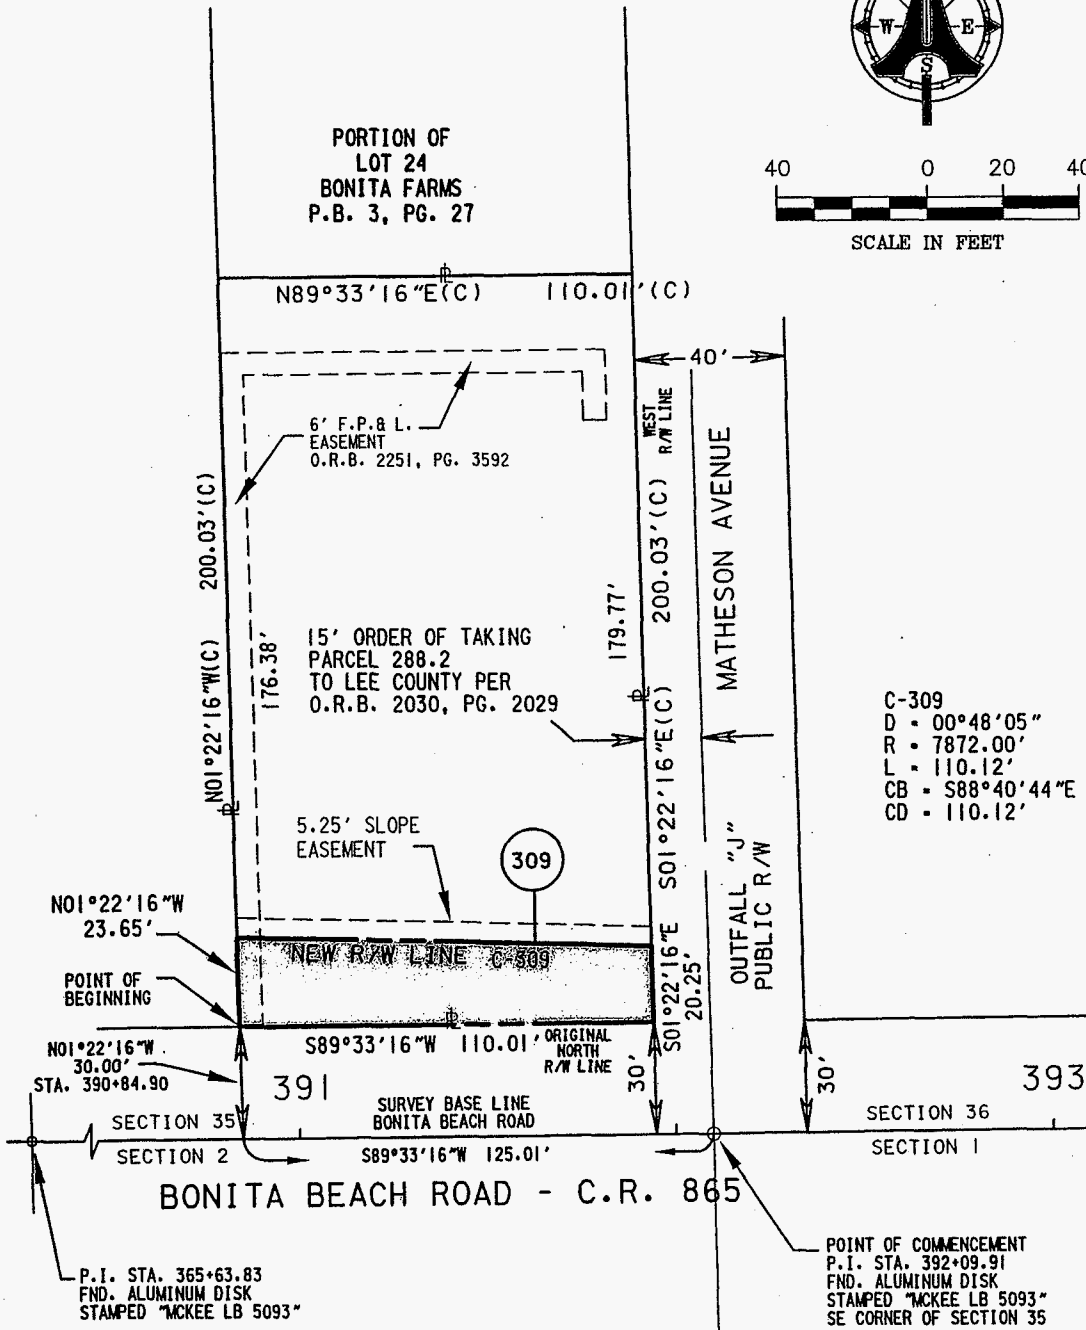 W E
S
40 0 20 40
SCALE IN FEET
PORTION OF
LOT 24
BONITA FARMS
P.B. 3, PG. 27
N89°33'16"E(C) 110.01'(C)
40'
6' F.P.& L.
EASEMENT
O.R.B. 2251, PG. 3592
WEST
R/W LINE
200.03'(C)
N01°22'16"W(C)
176.38'
15' ORDER OF TAKING
PARCEL 288.2
TO LEE COUNTY PER
O.R.B. 2030, PG. 2029
179.77'
200.03'(C)
S01°22'16"E(C)
MATHESON AVENUE
C-309
D = 00°48'05"
R = 7872.00'
L = 110.12'
CB = S88°40'44"E
CD = 110.12'
5.25' SLOPE
EASEMENT
309
N01°22'16"W
23.65'
NEW R/W LINE C-309
POINT OF
BEGINNING
S01°22'16"E
20.25'
OUTFALL "J"
PUBLIC R/W
S89°33'16"W 110.01'
ORIGINAL
NORTH
R/W LINE
N01°22'16"W
30.00'
STA. 390+84.90
391
30'
30'
393
SURVEY BASE LINE
BONITA BEACH ROAD
SECTION 35
SECTION 2
SECTION 36
SECTION 1
S89°33'16"W 125.01'
BONITA BEACH ROAD - C.R. 865
P.I. STA. 365+63.83
FND. ALUMINUM DISK
STAMPED "MCKEE LB 5093"
POINT OF COMMENCEMENT
P.I. STA. 392+09.91
FND. ALUMINUM DISK
STAMPED "MCKEE LB 5093"
SE CORNER OF SECTION 35